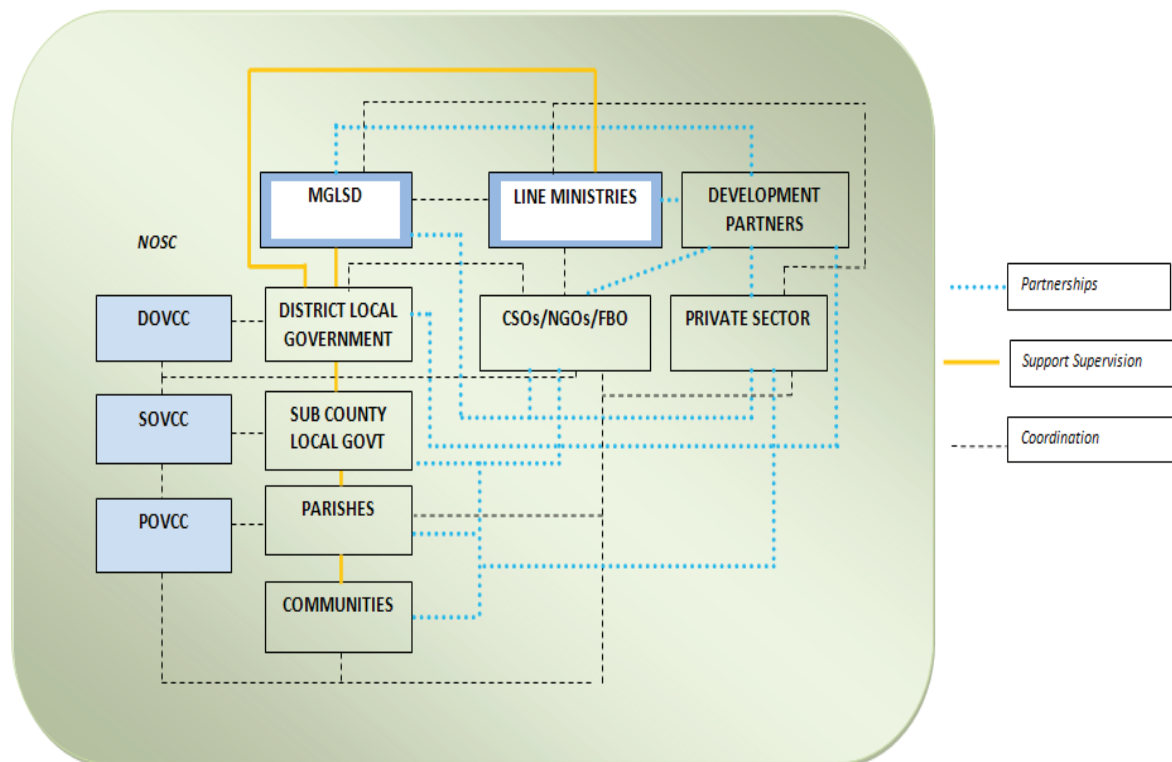 MGLSD
LINE MINISTRIES
DEVELOPMENT
PARTNERS
NOSC
DOVCC
DISTRICT LOCAL
GOVERNMENT
CSOs/NGOs/FBO
PRIVATE SECTOR
SOVCC
SUB COUNTY
LOCAL GOVT
POVCC
PARISHES
COMMUNITIES
Partnerships
Support Supervision
Coordination